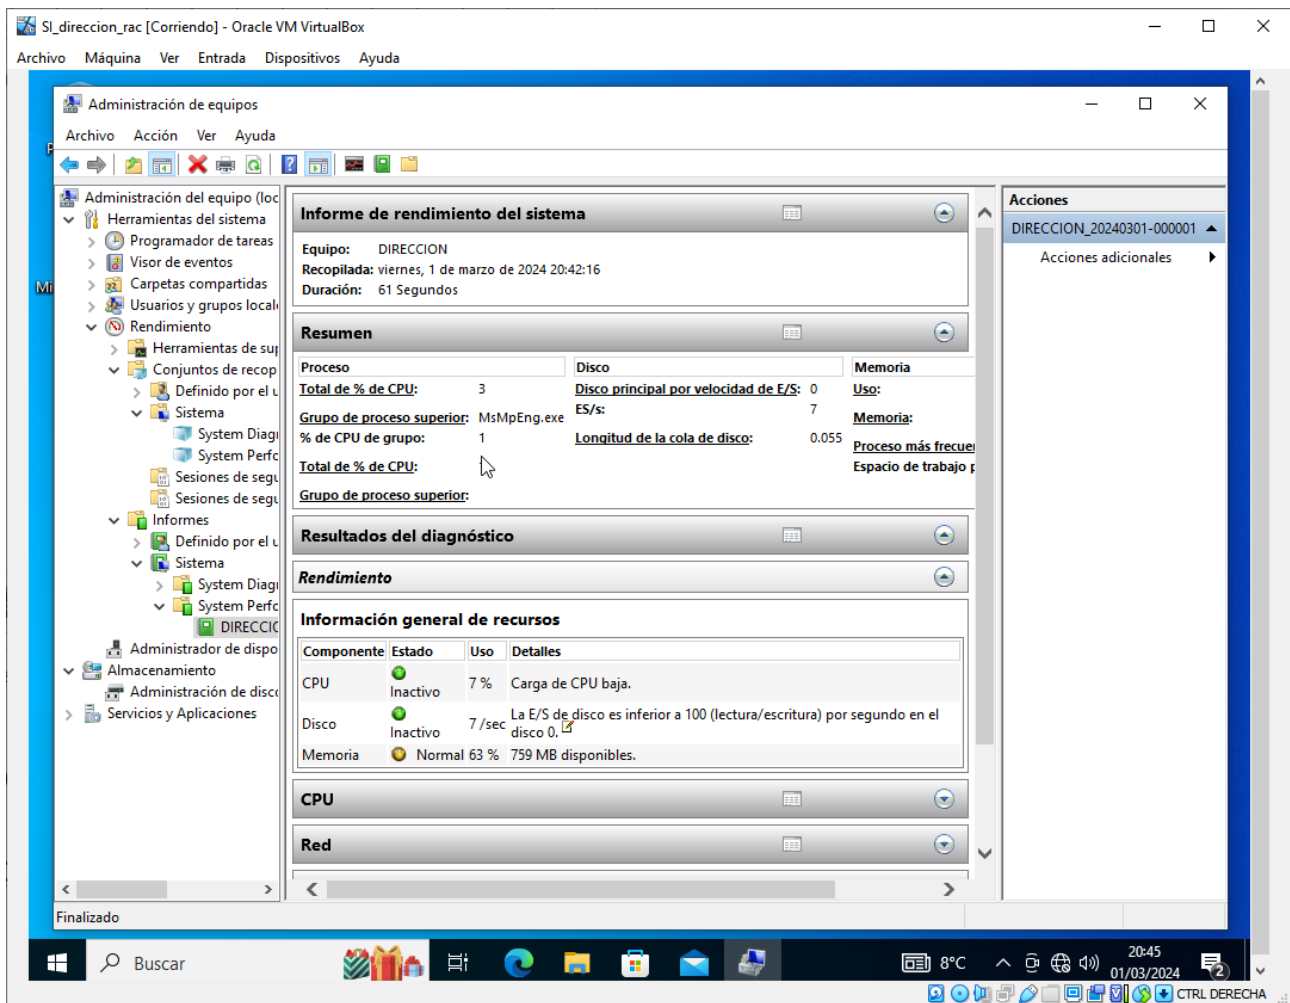 SI_direccion_rac [Corriendo] - Oracle VM VirtualBox
Archivo Máquina Ver Entrada Dispositivos Ayuda
Administración de equipos
Archivo Acción Ver Ayuda
Administración del equipo (loc
Herramientas del sistema
Programador de tareas
Visor de eventos
Carpetas compartidas
Usuarios y grupos local
Rendimiento
Herramientas de sup
Conjuntos de recop
Definido por el u
Sistema
System Diagn
System Perfo
Sesiones de segu
Sesiones de segu
Informes
Definido por el u
Sistema
System Diagn
System Perfo
DIRECCIO
Administrador de dispo
Almacenamiento
Administración de disco
Servicios y Aplicaciones
Informe de rendimiento del sistema
Equipo: DIRECCION
Recopilada: viernes, 1 de marzo de 2024 20:42:16
Duración: 61 Segundos
Resumen
Proceso
Total de % de CPU: 3
Grupo de proceso superior: MsMpEng.exe
% de CPU de grupo: 1
Total de % de CPU:
Grupo de proceso superior:
Disco
Disco principal por velocidad de E/S: 0
ES/s: 7
Longitud de la cola de disco: 0.055
Memoria
Uso:
Memoria:
Proceso más frecuen
Espacio de trabajo p
Resultados del diagnóstico
Rendimiento
Información general de recursos
Componente Estado Uso Detalles
CPU Inactivo 7 % Carga de CPU baja.
Disco Inactivo 7 /sec La E/S de disco es inferior a 100 (lectura/escritura) por segundo en el
disco 0.
Memoria Normal 63 % 759 MB disponibles.
CPU
Red
Acciones
DIRECCION_20240301-000001
Acciones adicionales
Finalizado
Buscar
8°C
20:45
01/03/2024
2
CTRL DERECHA